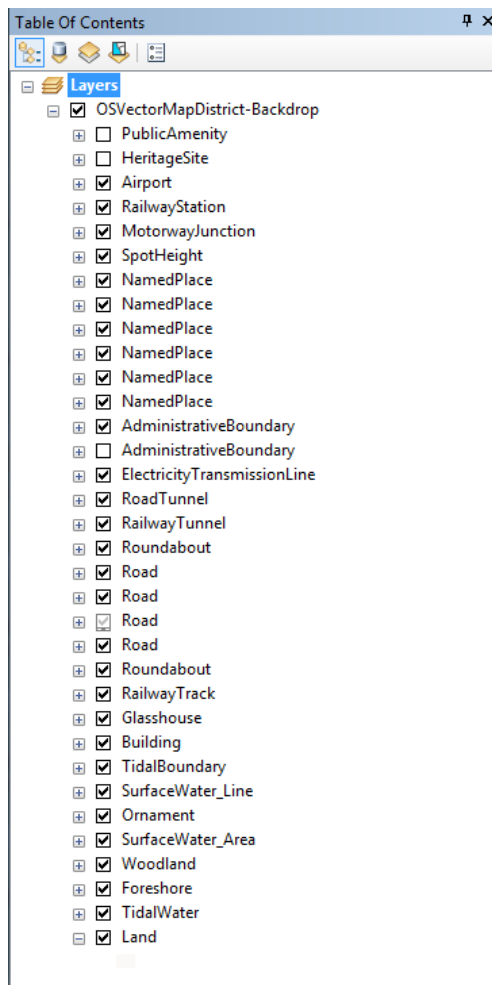 Table Of Contents
Layers
OSVectorMapDistrict-Backdrop
PublicAmenity
HeritageSite
Airport
RailwayStation
MotorwayJunction
SpotHeight
NamedPlace
NamedPlace
NamedPlace
NamedPlace
NamedPlace
NamedPlace
AdministrativeBoundary
AdministrativeBoundary
ElectricityTransmissionLine
RoadTunnel
RailwayTunnel
Roundabout
Road
Road
Road
Road
Roundabout
RailwayTrack
Glasshouse
Building
TidalBoundary
SurfaceWater_Line
Ornament
SurfaceWater_Area
Woodland
Foreshore
TidalWater
Land